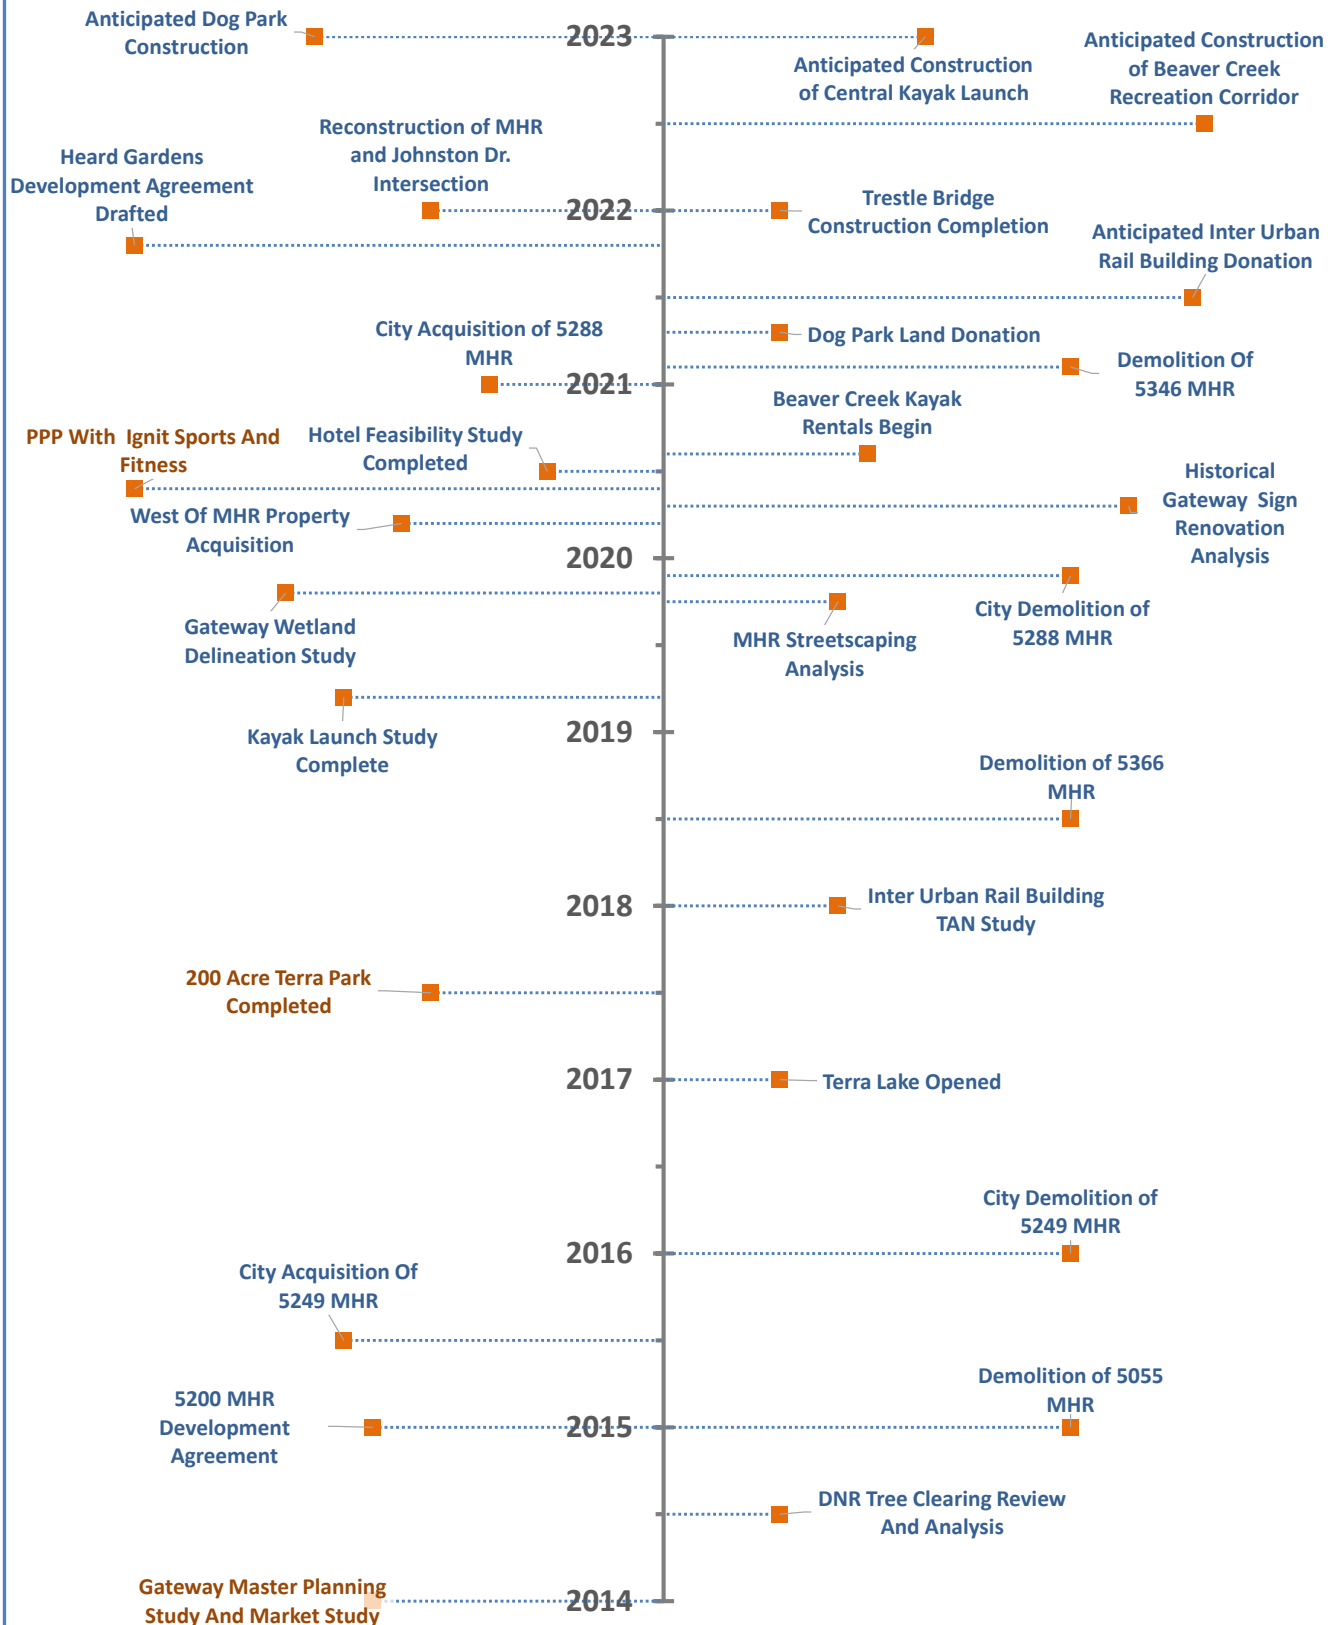 Anticipated Dog Park
Construction
2023
Anticipated Construction
of Central Kayak Launch
Anticipated Construction
of Beaver Creek
Recreation Corridor
Reconstruction of MHR
and Johnston Dr.
Intersection
Heard Gardens
Development Agreement
Drafted
2022
Trestle Bridge
Construction Completion
Anticipated Inter Urban
Rail Building Donation
City Acquisition of 5288
MHR
Dog Park Land Donation
2021
Demolition Of
5346 MHR
Beaver Creek Kayak
Rentals Begin
PPP With  Ignit Sports And
Fitness
Hotel Feasibility Study
Completed
Historical
Gateway  Sign
Renovation
Analysis
West Of MHR Property
Acquisition
2020
City Demolition of
5288 MHR
Gateway Wetland
Delineation Study
MHR Streetscaping
Analysis
Kayak Launch Study
Complete
2019
Demolition of 5366
MHR
2018
Inter Urban Rail Building
TAN Study
200 Acre Terra Park
Completed
2017
Terra Lake Opened
City Demolition of
5249 MHR
2016
City Acquisition Of
5249 MHR
Demolition of 5055
MHR
5200 MHR
Development
Agreement
2015
DNR Tree Clearing Review
And Analysis
Gateway Master Planning
Study And Market Study
2014